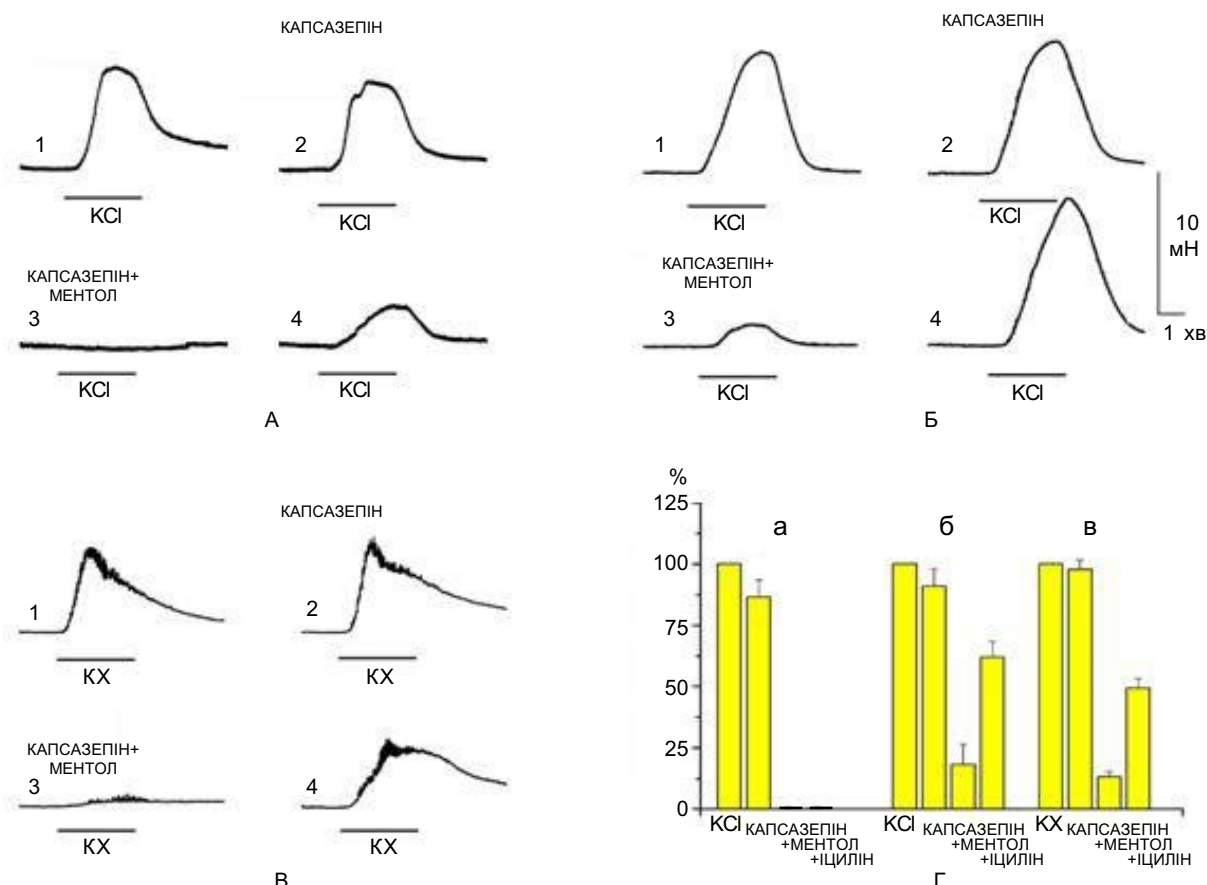 КАПСАЗЕПІН
1
2
KCl
KCl
КАПСАЗЕПІН+
МЕНТОЛ
3
4
KCl
KCl
А
КАПСАЗЕПІН
1
2
KCl
KCl
10
мН
КАПСАЗЕПІН+
МЕНТОЛ
3
4
1 хв
KCl
KCl
Б
КАПСАЗЕПІН
1
2
КХ
КХ
КАПСАЗЕПІН+
МЕНТОЛ
3
4
КХ
КХ
В
%
125
100
75
50
25
0
а
б
в
KCl КАПСАЗЕПІН
+МЕНТОЛ
+ІЦИЛІН
KCl КАПСАЗЕПІН
+МЕНТОЛ
+ІЦИЛІН
КХ КАПСАЗЕПІН
+МЕНТОЛ
+ІЦИЛІН
Г